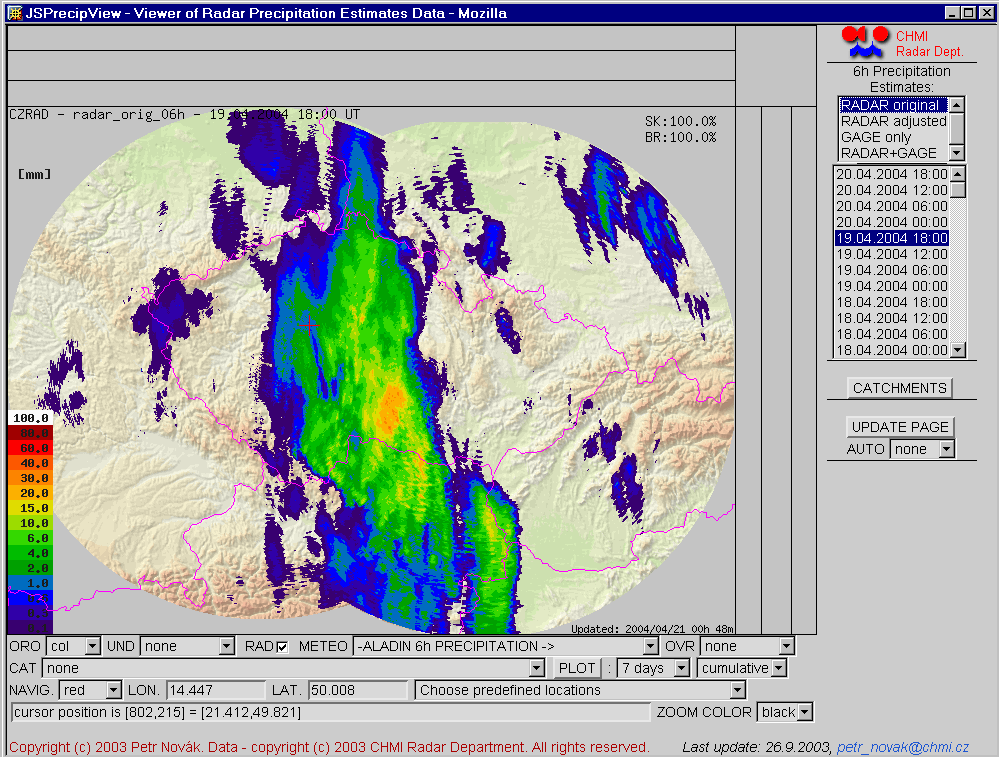 JSPrecipView - Viewer of Radar Precipitation Estimates Data - Mozilla
CHMI
Radar Dept.
6h Precipitation
Estimates:
RADAR original
RADAR adjusted
GAGE only
RADAR+GAGE
20.04.2004 18:00
20.04.2004 12:00
20.04.2004 06:00
20.04.2004 00:00
19.04.2004 18:00
19.04.2004 12:00
19.04.2004 06:00
19.04.2004 00:00
18.04.2004 18:00
18.04.2004 12:00
18.04.2004 06:00
18.04.2004 00:00
CATCHMENTS
UPDATE PAGE
AUTO none
CZRAD - radar_orig_06h - 19.04.2004 18:00 UT
SK:100.0%
BR:100.0%
[mm]
100.0
80.0
60.0
40.0
30.0
20.0
15.0
10.0
6.0
4.0
2.0
1.0
Updated: 2004/04/21 00h 48m
ORO col UND none RAD METEO -ALADIN 6h PRECIPITATION -> OVR none
CAT none PLOT : 7 days cumulative
NAVIG. red LON. 14.447 LAT. 50.008 Choose predefined locations
cursor position is [802,215] = [21.412,49.821] ZOOM COLOR black
Copyright (c) 2003 Petr Novák. Data - copyright (c) 2003 CHMI Radar Department. All rights reserved. Last update: 26.9.2003, petr_novak@chmi.cz